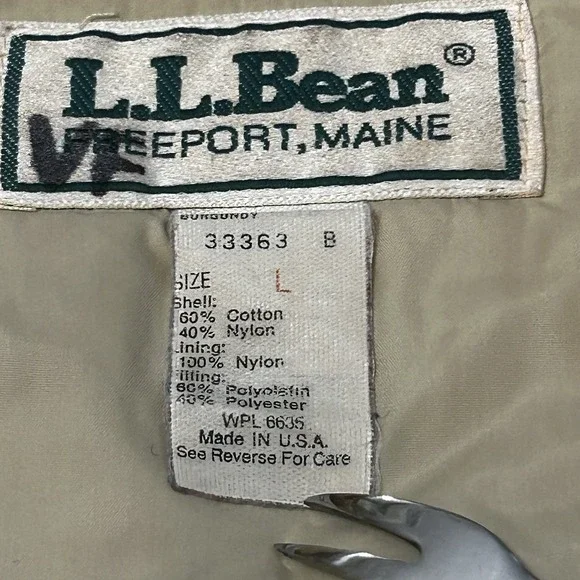 L.L.Bean®
FREEPORT, MAINE
VF
BURGUNDY
33363 B
SIZE L
Shell:
60% Cotton
40% Nylon
Lining:
100% Nylon
Filling:
60% Polyolefin
40% Polyester
WPL 6635
Made IN U.S.A.
See Reverse For Care